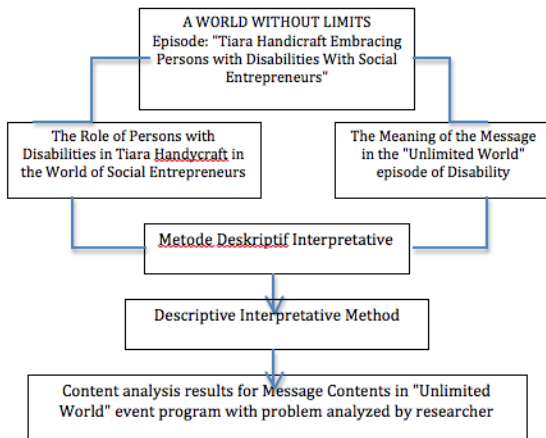 A WORLD WITHOUT LIMITS
Episode: "Tiara Handicraft Embracing
Persons with Disabilities With Social
Entrepreneurs"
The Role of Persons with
Disabilities in Tiara Handycraft in
the World of Social Entrepreneurs
The Meaning of the Message
in the "Unlimited World"
episode of Disability
Metode Deskriptif Interpretative
Descriptive Interpretative Method
Content analysis results for Message Contents in "Unlimited
World" event program with problem analyzed by researcher